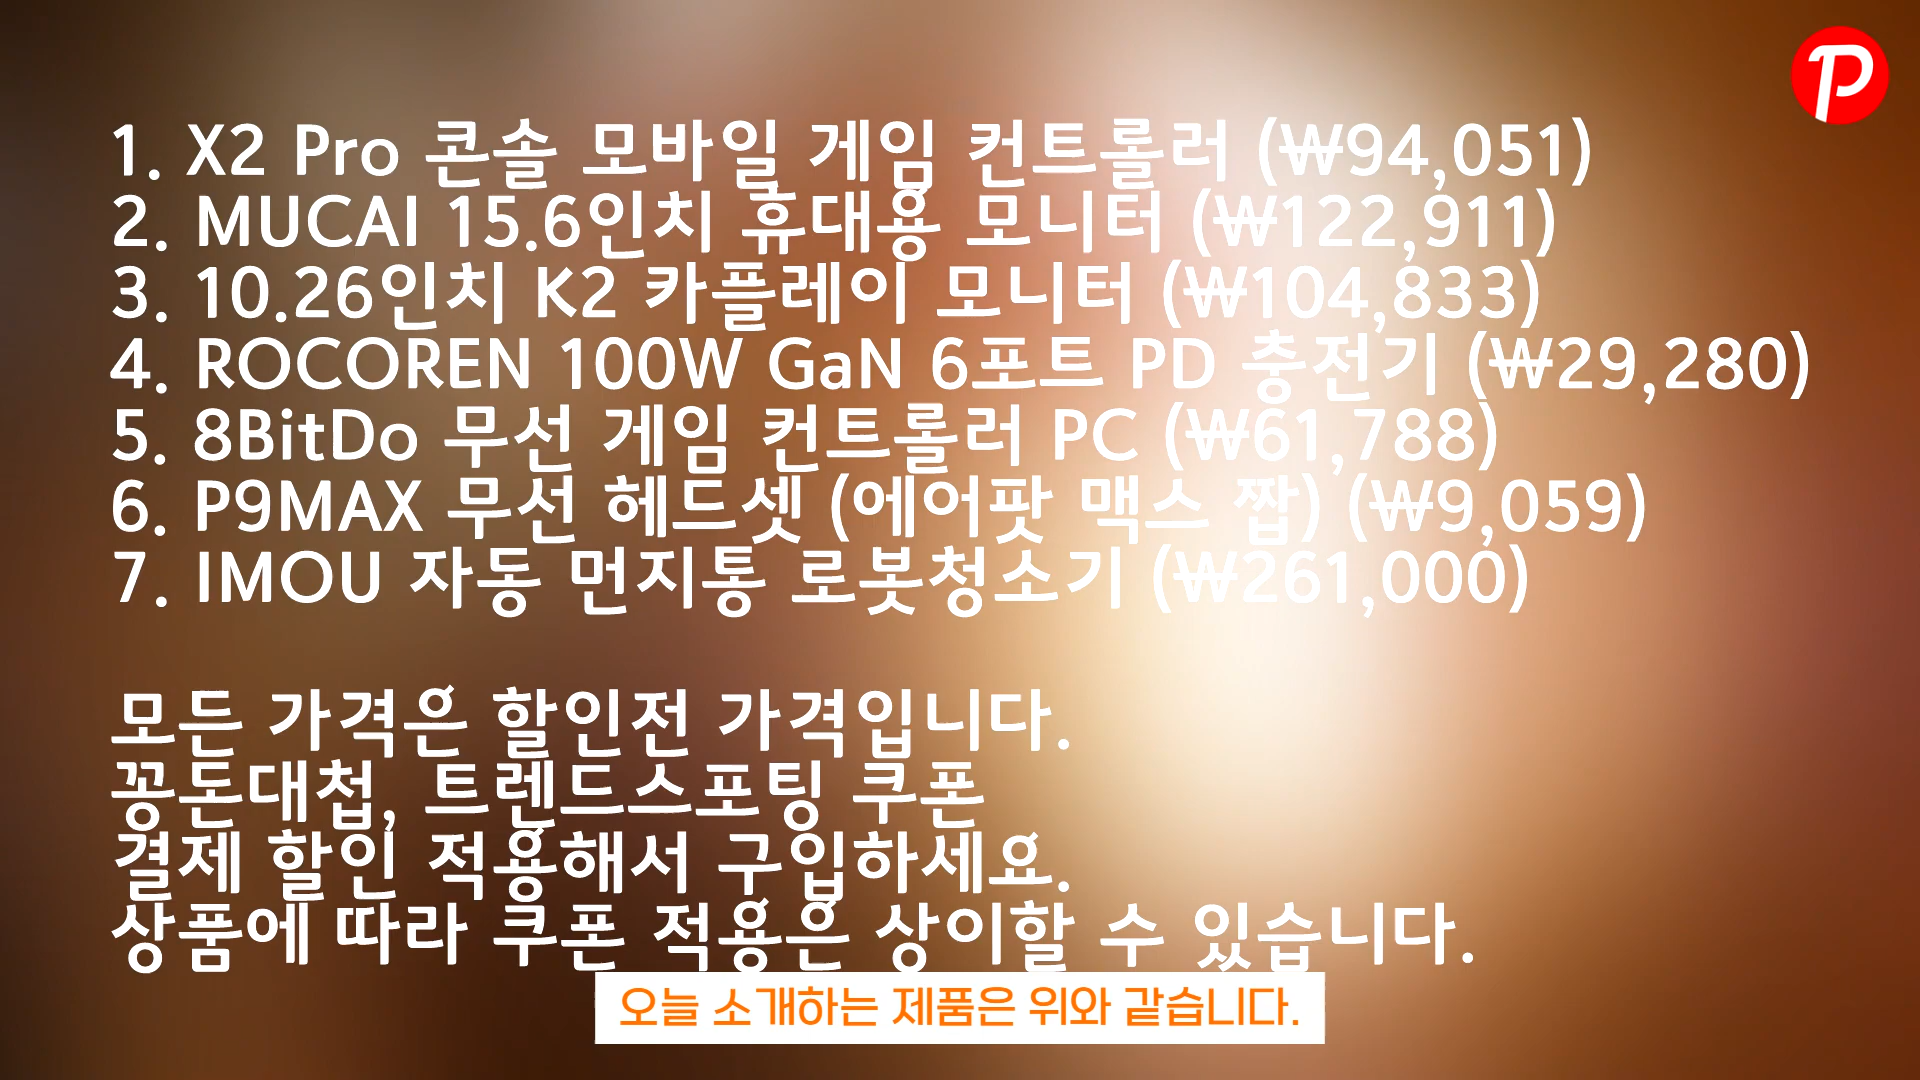 1. X2 Pro 콘솔 모바일 게임 컨트롤러 (₩94,051)
2. MUCAI 15.6인치 휴대용 모니터 (₩122,911)
3. 10.26인치 K2 카플레이 모니터 (₩104,833)
4. ROCOREN 100W GaN 6포트 PD 충전기 (₩29,280)
5. 8BitDo 무선 게임 컨트롤러 PC (₩61,788)
6. P9MAX 무선 헤드셋 (에어팟 맥스 짭) (₩9,059)
7. IMOU 자동 먼지통 로봇청소기 (₩261,000)
모든 가격은 할인전 가격입니다.
꽁돈대첩, 트렌드스포팅 쿠폰
결제 할인 적용해서 구입하세요.
상품에 따라 쿠폰 적용은 상이할 수 있습니다.
오늘 소개하는 제품은 위와 같습니다.